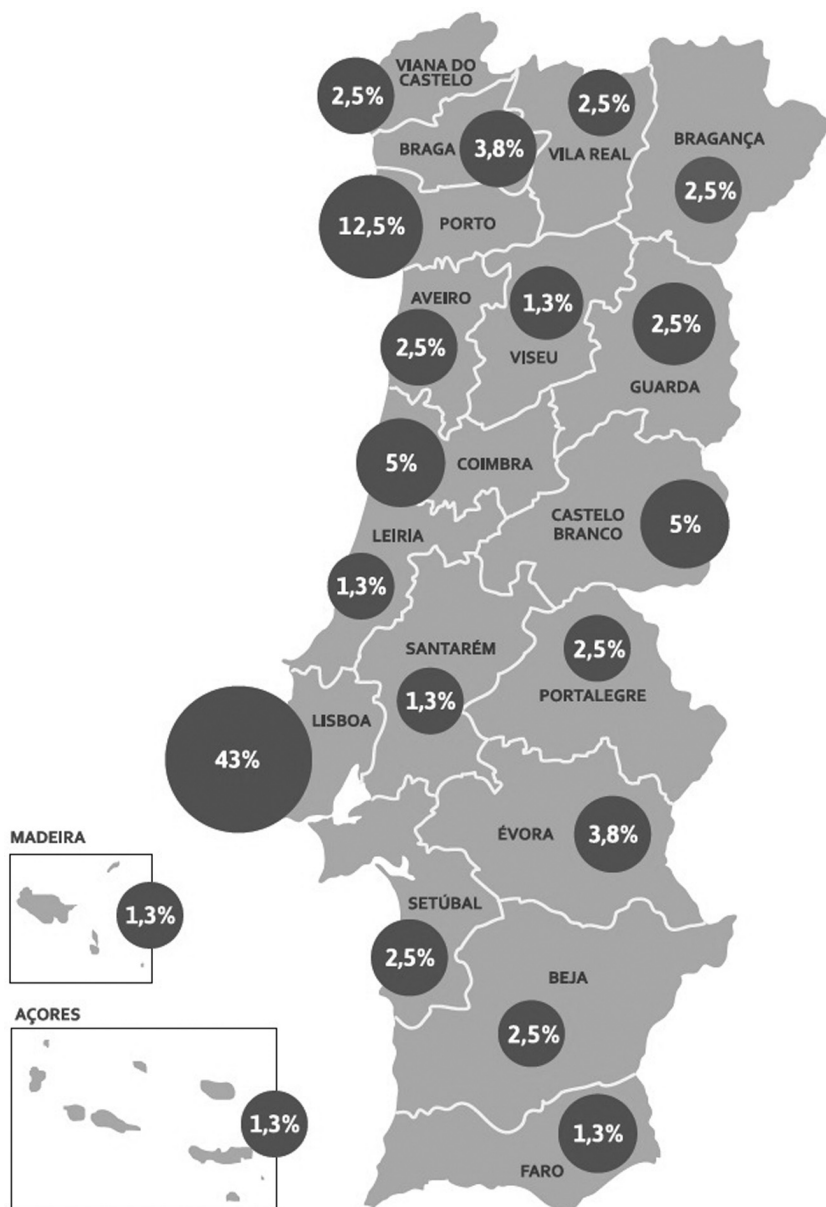 VIANA DO
CASTELO
2,5%
BRAGA
3,8%
2,5%
VILA REAL
BRAGANÇA
2,5%
12,5%
PORTO
AVEIRO
2,5%
1,3%
VISEU
2,5%
GUARDA
5%
COIMBRA
CASTELO
BRANCO
5%
LEIRIA
1,3%
SANTARÉM
1,3%
2,5%
PORTALEGRE
LISBOA
43%
ÉVORA
3,8%
MADEIRA
1,3%
SETÚBAL
2,5%
BEJA
2,5%
AÇORES
1,3%
1,3%
FARO